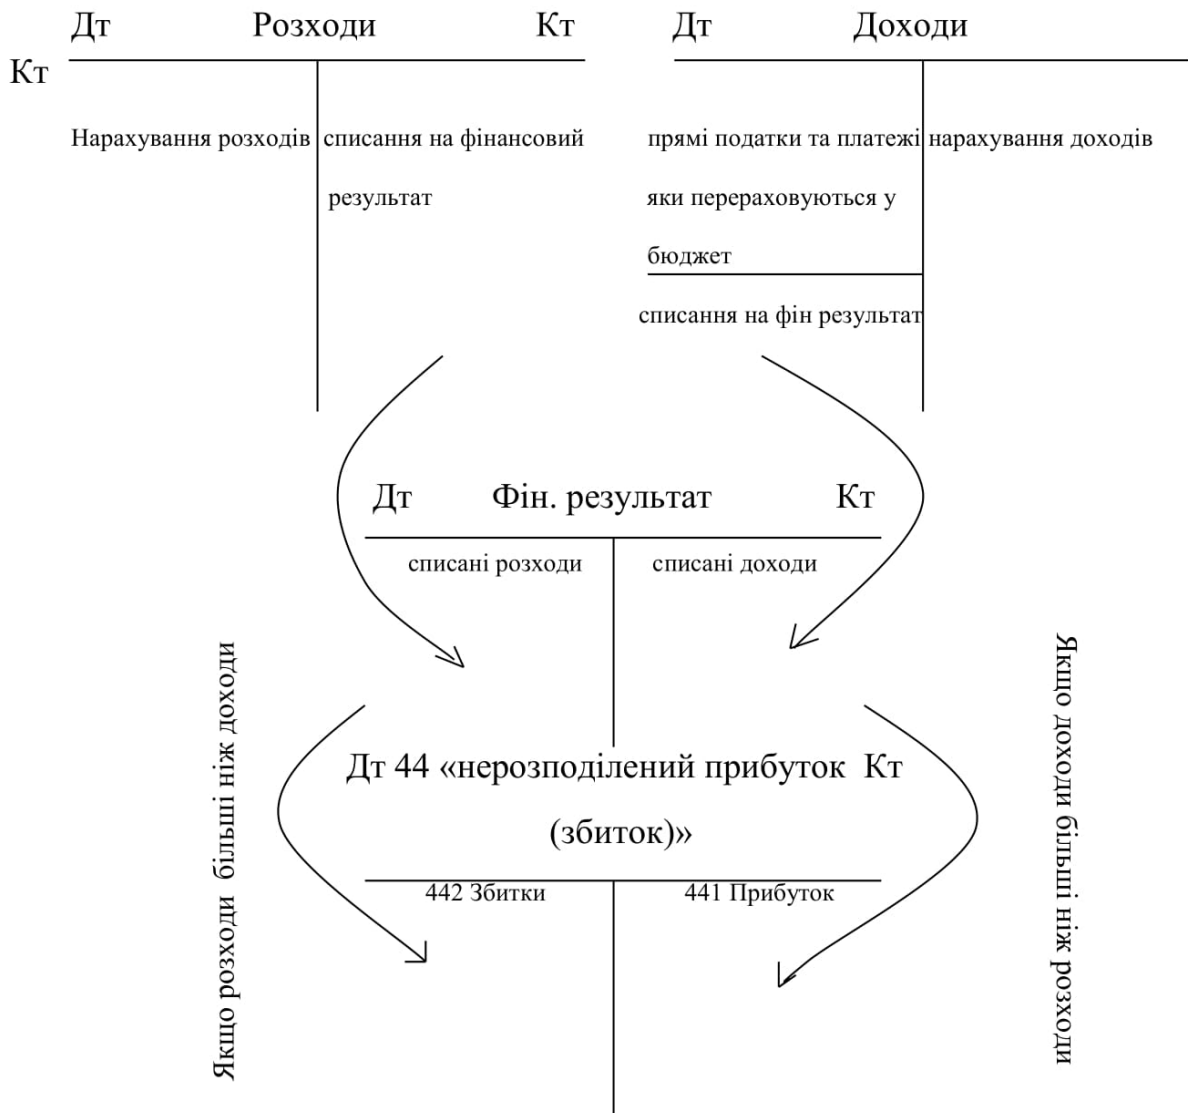 Дт Розходи Кт Дт Доходи
Кт
Нарахування розходів списання на фінансовий прямі податки та платежі нарахування доходів
результат яки перераховуються у
бюджет
списання на фін результат
Дт Фін. результат Кт
списані розходи списані доходи
Якщо розходи більші ніж доходи
Якщо доходи більші ніж розходи
Дт 44 «нерозподілений прибуток Кт
(збиток)»
442 Збитки 441 Прибуток